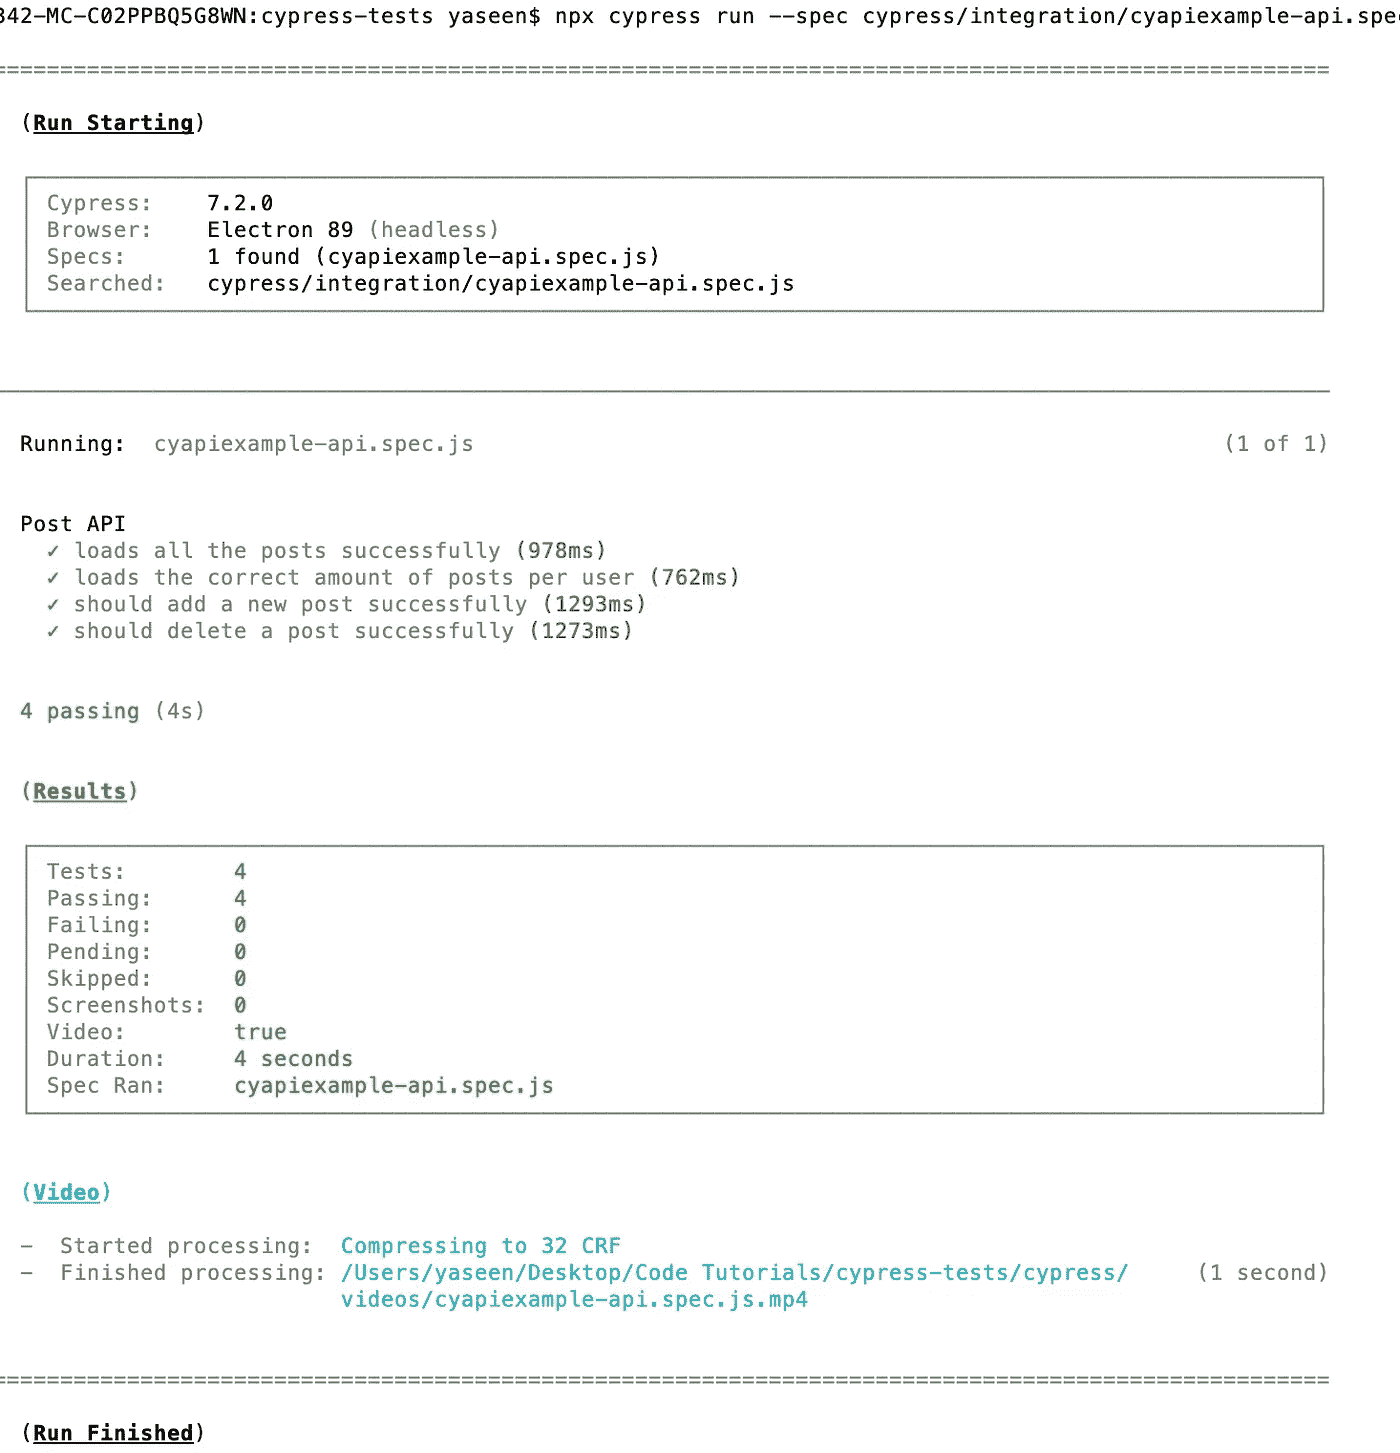 342-MC-C02PPBQ5G8WN:cypress-tests yaseen$ npx cypress run --spec cypress/integration/cyapiexample-api.spe
====================================================================================================
(Run Starting)
Cypress: 7.2.0
Browser: Electron 89 (headless)
Specs: 1 found (cyapiexample-api.spec.js)
Searched: cypress/integration/cyapiexample-api.spec.js
Running: cyapiexample-api.spec.js (1 of 1)
Post API
✓ loads all the posts successfully (978ms)
✓ loads the correct amount of posts per user (762ms)
✓ should add a new post successfully (1293ms)
✓ should delete a post successfully (1273ms)
4 passing (4s)
(Results)
Tests: 4
Passing: 4
Failing: 0
Pending: 0
Skipped: 0
Screenshots: 0
Video: true
Duration: 4 seconds
Spec Ran: cyapiexample-api.spec.js
(Video)
- Started processing: Compressing to 32 CRF
- Finished processing: /Users/yaseen/Desktop/Code Tutorials/cypress-tests/cypress/ (1 second)
videos/cyapiexample-api.spec.js.mp4
====================================================================================================
(Run Finished)